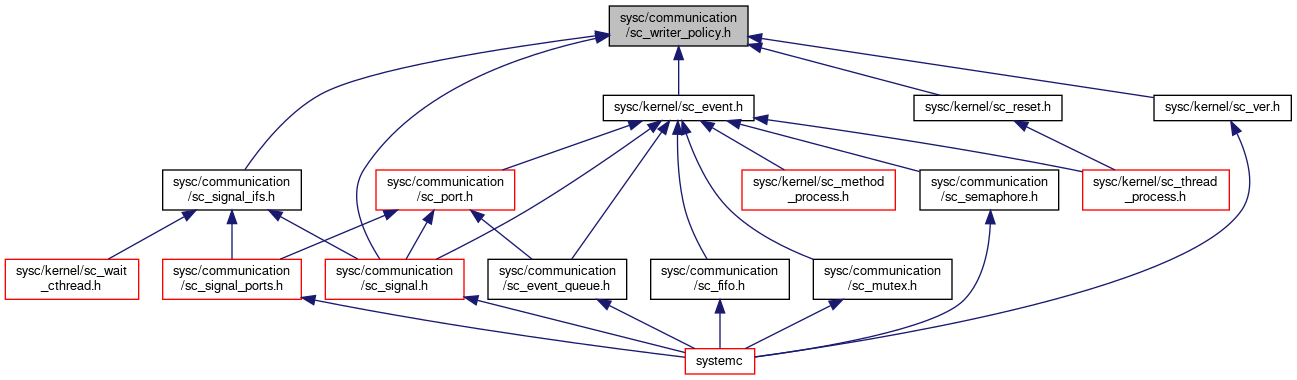 sysc/communication
/sc_writer_policy.h
sysc/kernel/sc_event.h
sysc/kernel/sc_reset.h
sysc/kernel/sc_ver.h
sysc/communication
/sc_signal_ifs.h
sysc/communication
/sc_port.h
sysc/kernel/sc_method
_process.h
sysc/communication
/sc_semaphore.h
sysc/kernel/sc_thread
_process.h
sysc/kernel/sc_wait
_cthread.h
sysc/communication
/sc_signal_ports.h
sysc/communication
/sc_signal.h
sysc/communication
/sc_event_queue.h
sysc/communication
/sc_fifo.h
sysc/communication
/sc_mutex.h
systemc